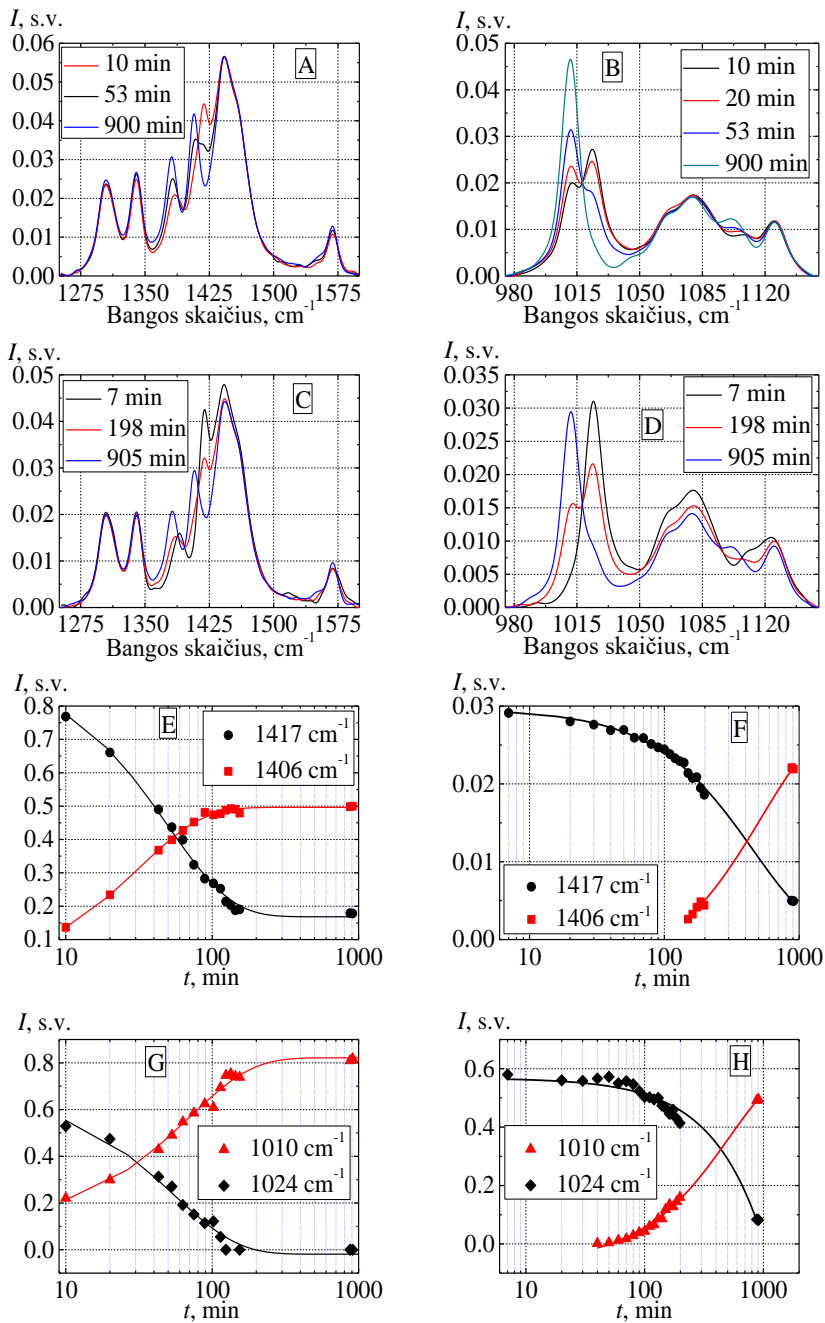 I, s.v.
0.06
0.05
0.04
0.03
0.02
0.01
0.00
10 min
53 min
900 min
A
1275 1350 1425 1500 1575
Bangos skaičius, cm⁻¹
I, s.v.
0.05
0.04
0.03
0.02
0.01
0.00
B
10 min
20 min
53 min
900 min
980 1015 1050 1085 1120
Bangos skaičius, cm⁻¹
I, s.v.
0.05
0.04
0.03
0.02
0.01
0.00
7 min
198 min
905 min
C
1275 1350 1425 1500 1575
Bangos skaičius, cm⁻¹
I, s.v.
0.035
0.030
0.025
0.020
0.015
0.010
0.005
0.000
D
7 min
198 min
905 min
980 1015 1050 1085 1120
Bangos skaičius, cm⁻¹
I, s.v.
0.8
0.7
0.6
0.5
0.4
0.3
0.2
0.1
E
1417 cm⁻¹
1406 cm⁻¹
10 100 1000
t, min
I, s.v.
0.03
0.02
0.01
0.00
F
1417 cm⁻¹
1406 cm⁻¹
10 100 1000
t, min
I, s.v.
0.8
0.6
0.4
0.2
0.0
G
1010 cm⁻¹
1024 cm⁻¹
10 100 1000
t, min
I, s.v.
0.6
0.4
0.2
0.0
H
1010 cm⁻¹
1024 cm⁻¹
10 100 1000
t, min